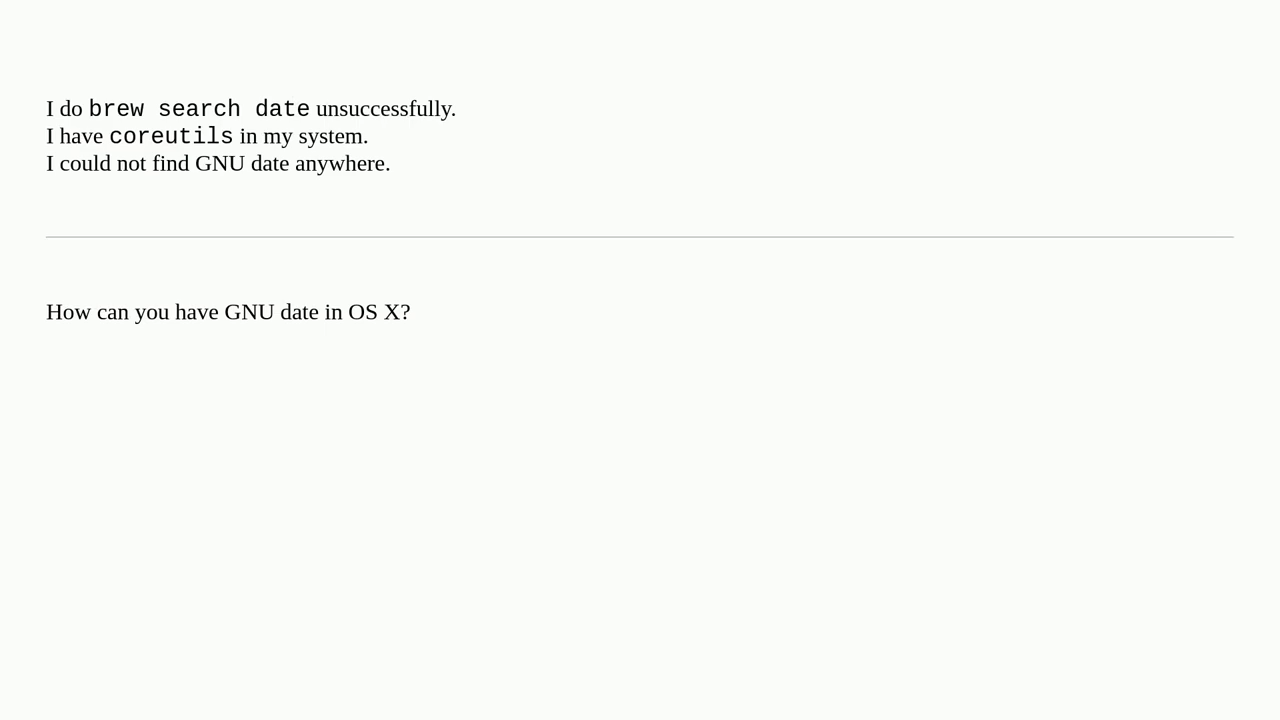 I do brew search date unsuccessfully.
I have coreutils in my system.
I could not find GNU date anywhere.
How can you have GNU date in OS X?